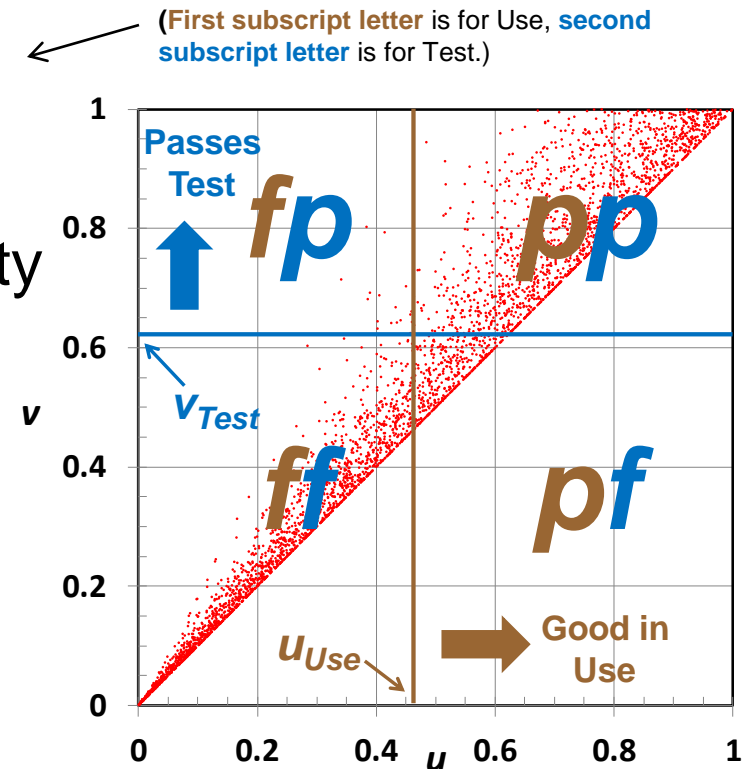 (First subscript letter is for Use, second
subscript letter is for Test.)
1
Passes
Test
fp
pp
0.8
ty
0.6
v
vTest
0.4
ff
pf
0.2
uUse
Good in
Use
0
0 0.2 0.4 u 0.6 0.8 1